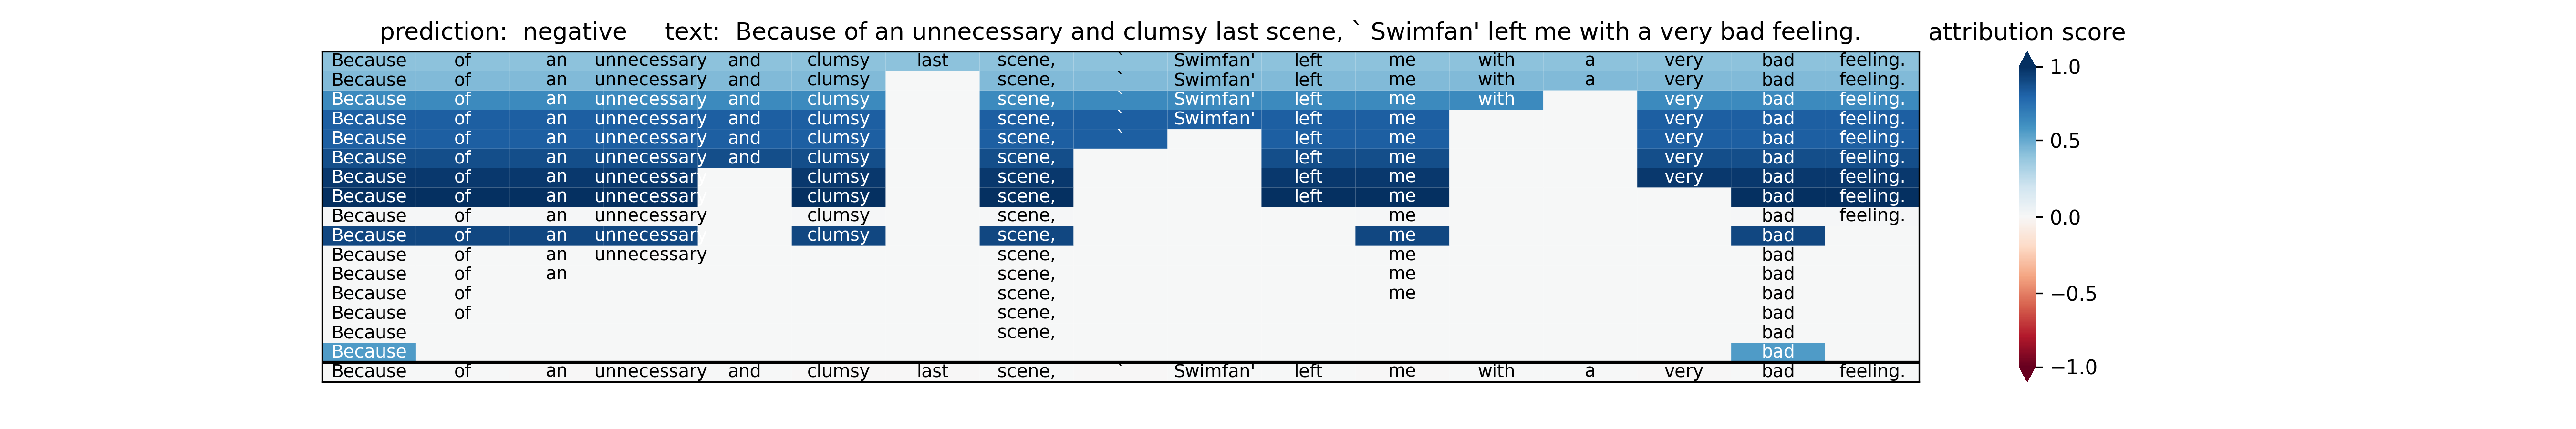 prediction:  negative     text:  Because of an unnecessary and clumsy last scene, ` Swimfan' left me with a very bad feeling.     attribution score
Because of an unnecessary and clumsy last scene, ` Swimfan' left me with a very bad feeling.
Because of an unnecessary and clumsy scene, ` Swimfan' left me with a very bad feeling.
Because of an unnecessary and clumsy scene, ` Swimfan' left me with very bad feeling.
Because of an unnecessary and clumsy scene, ` Swimfan' left me very bad feeling.
Because of an unnecessary and clumsy scene, ` left me very bad feeling.
Because of an unnecessary and clumsy scene, left me very bad feeling.
Because of an unnecessary clumsy scene, left me very bad feeling.
Because of an unnecessary clumsy scene, left me bad feeling.
Because of an unnecessary clumsy scene, me bad feeling.
Because of an unnecessary clumsy scene, me bad
Because of an unnecessary scene, me bad
Because of an scene, me bad
Because of scene, me bad
Because of scene, bad
Because scene, bad
Because bad
Because of an unnecessary and clumsy last scene, ` Swimfan' left me with a very bad feeling.
1.0
0.5
0.0
−0.5
−1.0